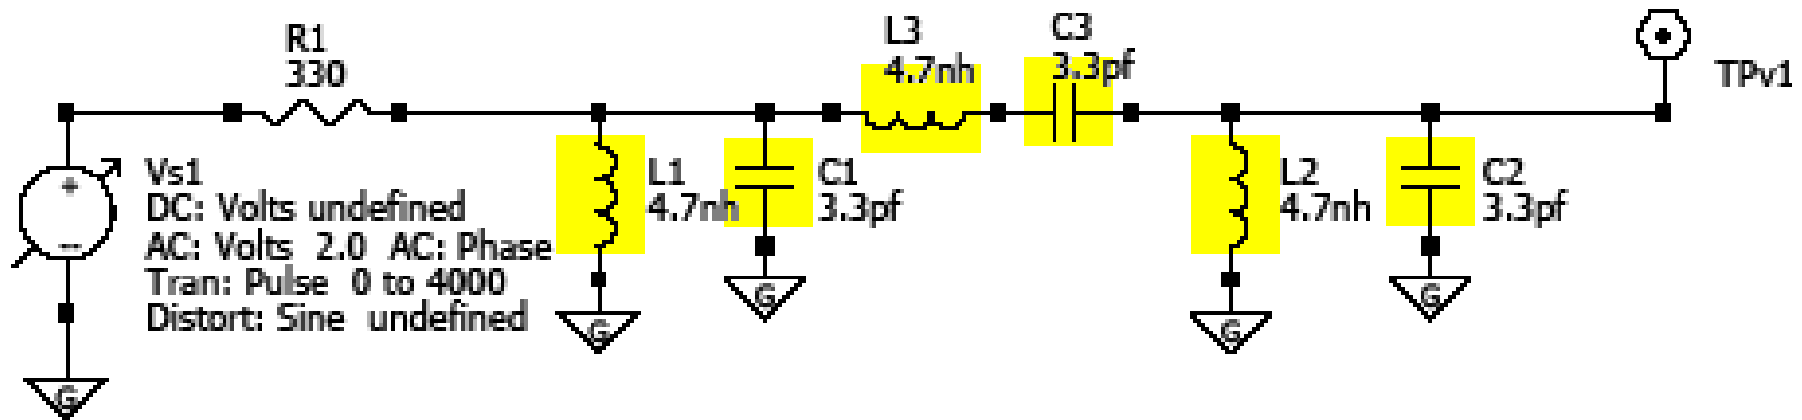 R1
330
L3
4.7nh
C3
3.3pf
TPv1
Vs1
DC: Volts undefined
AC: Volts 2.0 AC: Phase
Tran: Pulse 0 to 4000
Distort: Sine undefined
L1
4.7nh
C1
3.3pf
L2
4.7nh
C2
3.3pf
G
G
G
G
G